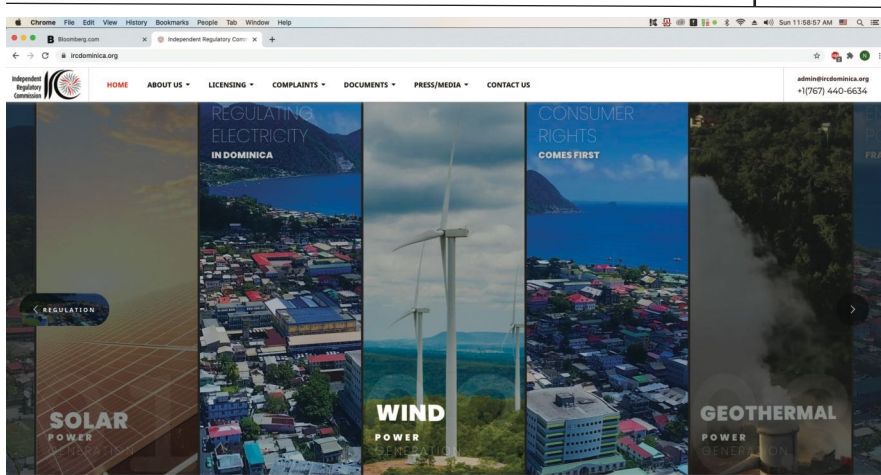 Chrome File Edit View History Bookmarks People Tab Window Help
Sun 11:58:57 AM
B Bloomberg.com
Independent Regulatory Comm
ircdominica.org
Independent
Regulatory
Commission
HOME ABOUT US LICENSING COMPLAINTS DOCUMENTS PRESS/MEDIA CONTACT US
admin@ircdominica.org
+1(767) 440-6634
REGULATING
ELECTRICITY
IN DOMINICA
CONSUMER
RIGHTS
COMES FIRST
REGULATION
SOLAR
POWER
GENERATION
WIND
POWER
GENERATION
GEOTHERMAL
POWER
GENERATION